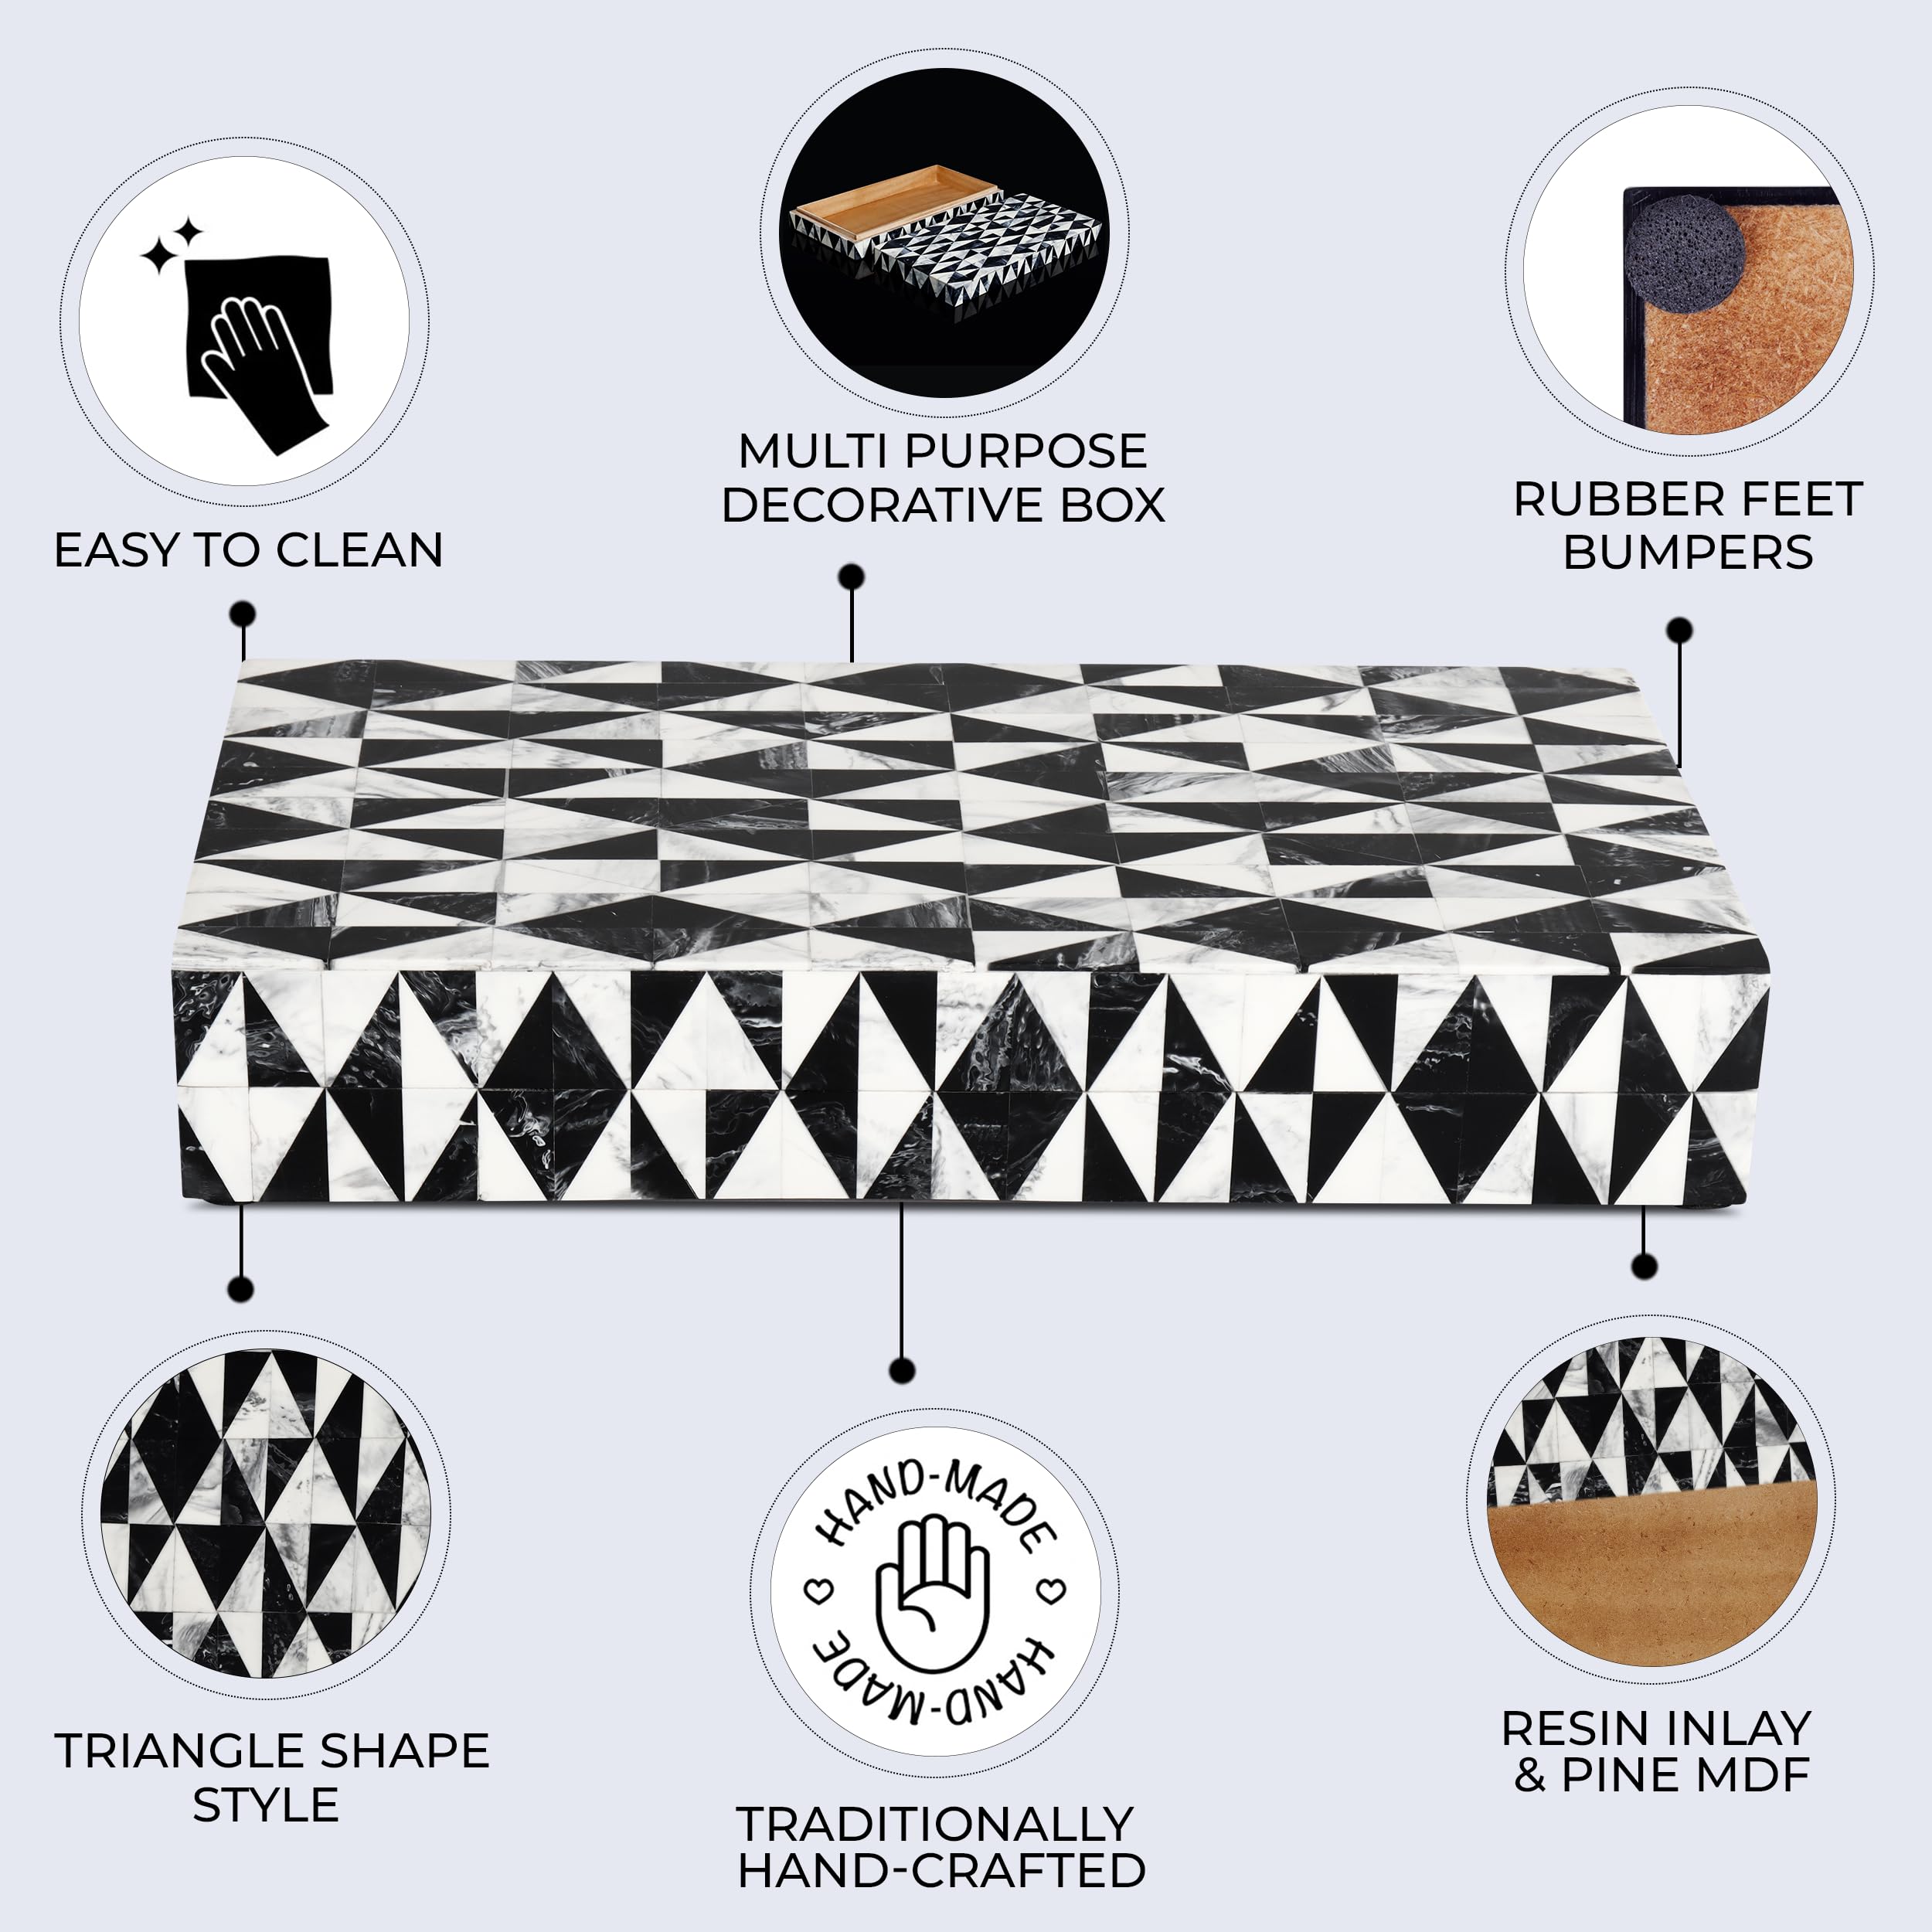 MULTI PURPOSE
DECORATIVE BOX
EASY TO CLEAN
RUBBER FEET
BUMPERS
TRIANGLE SHAPE
STYLE
HAND-MADE
HAND-MADE
TRADITIONALLY
HAND-CRAFTED
RESIN INLAY
& PINE MDF